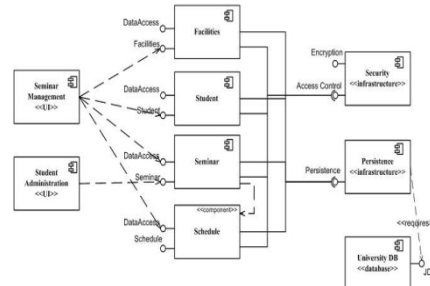 DataAccess
Facilities
Facilities
Encryption
Access Control
Security
<<infrastructure>>
Seminar
Management
<<UI>>
DataAccess
Student
Student
DataAccess
Seminar
Seminar
Student
Administration
<<UI>>
Persistence
Persistence
<<infrastructure>>
<<component>>
DataAccess
Schedule
Schedule
<<requires
University DB
<<database>>
JD